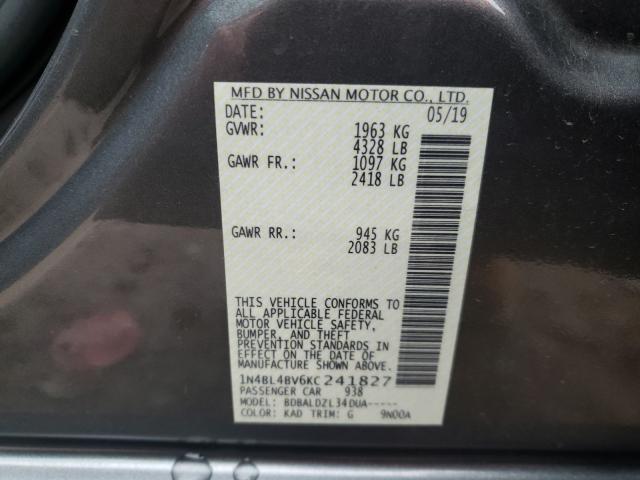 MFD BY NISSAN MOTOR CO., LTD.
DATE: 05/19
GVWR: 1963 KG
4328 LB
GAWR FR.: 1097 KG
2418 LB
GAWR RR.: 945 KG
2083 LB
THIS VEHICLE CONFORMS TO
ALL APPLICABLE FEDERAL
MOTOR VEHICLE SAFETY,
BUMPER, AND THEFT
PREVENTION STANDARDS IN
EFFECT ON THE DATE OF
MANUFACTURE SHOWN ABOVE.
1N4BL4BV6KC241827
PASSENGER CAR 938
MODEL: BDBALDZL34DUA-----
COLOR: KAD TRIM: G 9N00A